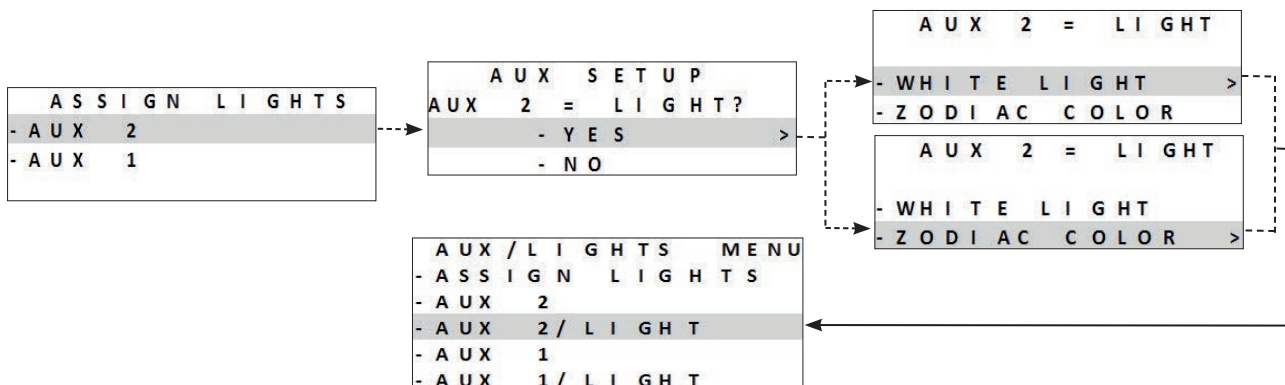 ASSIGN LIGHTS
- AUX 2
- AUX 1
AUX SETUP
AUX 2 = LIGHT?
- YES >
- NO
AUX 2 = LIGHT
- WHITE LIGHT >
- ZODIAC COLOR
AUX 2 = LIGHT
- WHITE LIGHT
- ZODIAC COLOR >
AUX/LIGHTS MENU
- ASSIGN LIGHTS
- AUX 2
- AUX 2/LIGHT
- AUX 1
- AUX 1/LIGHT